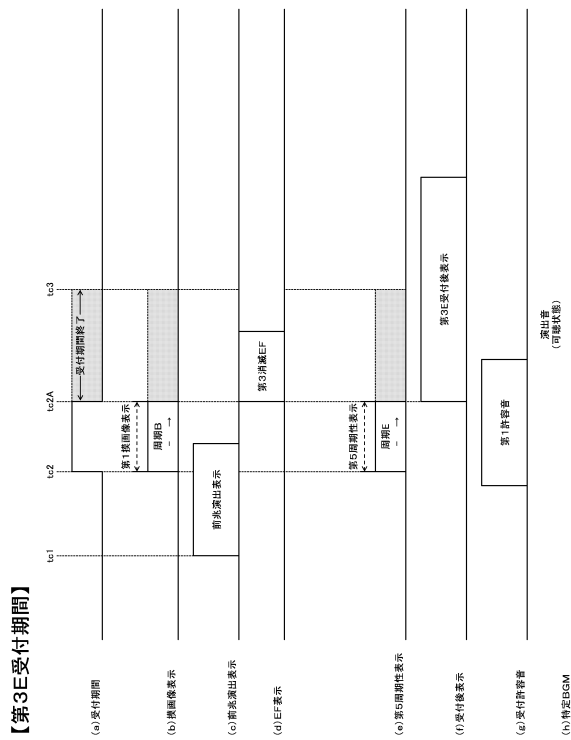 【第3E受付期間】
tc1
tc2
tc2A
tc3
(a)受付期間
受付期間終了
(b)摸画像表示
第1摸画像表示
周期B
– →
(c)前兆演出表示
前兆演出表示
(d)EF表示
第3消滅EF
(e)第5周期性表示
第5周期性表示
周期E
– →
(f)受付後表示
第3E受付後表示
(g)受付許容音
第1許容音
(h)特定BGM
演出音
(可聴状態)